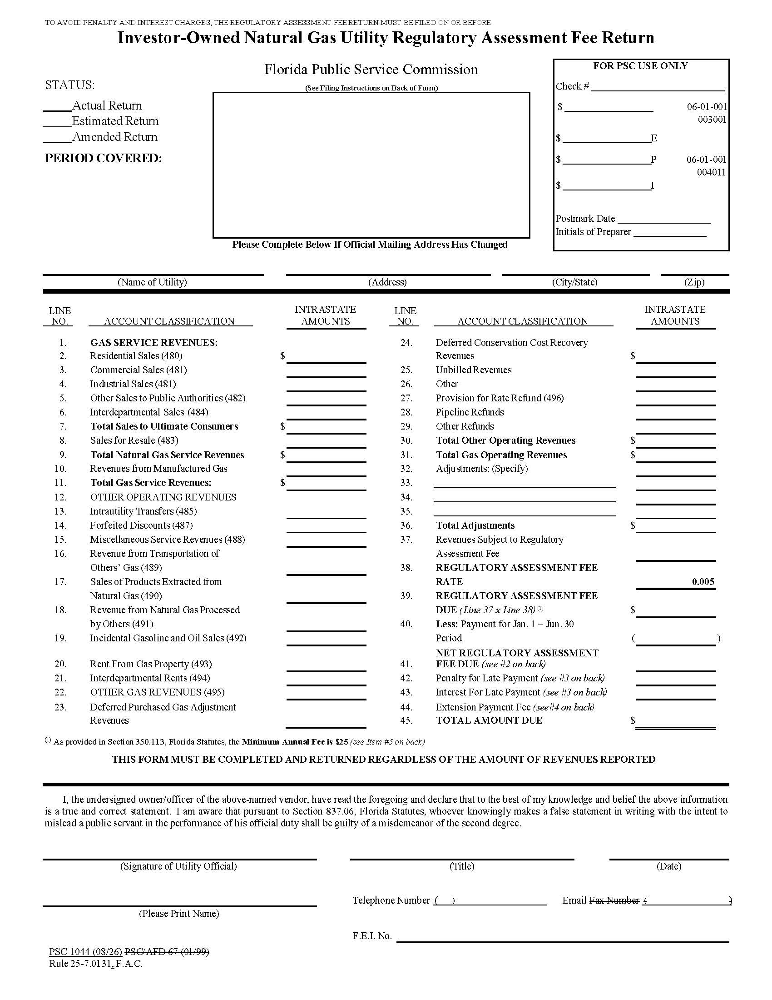 TO AVOID PENALTY AND INTEREST CHARGES, THE REGULATORY ASSESSMENT FEE RETURN MUST BE FILED ON OR BEFORE
Investor-Owned Natural Gas Utility Regulatory Assessment Fee Return
Florida Public Service Commission
(See Filing Instructions on Back of Form)
STATUS:
_____Actual Return
_____Estimated Return
_____Amended Return
PERIOD COVERED:
Please Complete Below If Official Mailing Address Has Changed
FOR PSC USE ONLY
Check #
$ 06-01-001
003001
$ E
$ P 06-01-001
004011
$ I
Postmark Date
Initials of Preparer
(Name of Utility) (Address) (City/State) (Zip)
LINE NO. ACCOUNT CLASSIFICATION INTRASTATE AMOUNTS
1. GAS SERVICE REVENUES:
2. Residential Sales (480) $
3. Commercial Sales (481)
4. Industrial Sales (481)
5. Other Sales to Public Authorities (482)
6. Interdepartmental Sales (484)
7. Total Sales to Ultimate Consumers $
8. Sales for Resale (483)
9. Total Natural Gas Service Revenues $
10. Revenues from Manufactured Gas
11. Total Gas Service Revenues: $
12. OTHER OPERATING REVENUES
13. Intrautility Transfers (485)
14. Forfeited Discounts (487)
15. Miscellaneous Service Revenues (488)
16. Revenue from Transportation of
Others’ Gas (489)
17. Sales of Products Extracted from
Natural Gas (490)
18. Revenue from Natural Gas Processed
by Others (491)
19. Incidental Gasoline and Oil Sales (492)
20. Rent From Gas Property (493)
21. Interdepartmental Rents (494)
22. OTHER GAS REVENUES (495)
23. Deferred Purchased Gas Adjustment
Revenues
LINE NO. ACCOUNT CLASSIFICATION INTRASTATE AMOUNTS
24. Deferred Conservation Cost Recovery
Revenues $
25. Unbilled Revenues
26. Other
27. Provision for Rate Refund (496)
28. Pipeline Refunds
29. Other Refunds
30. Total Other Operating Revenues $
31. Total Gas Operating Revenues $
32. Adjustments: (Specify)
33.
34.
35.
36. Total Adjustments $
37. Revenues Subject to Regulatory
Assessment Fee
38. REGULATORY ASSESSMENT FEE
RATE 0.005
39. REGULATORY ASSESSMENT FEE
DUE (Line 37 x Line 38) (1) $
40. Less: Payment for Jan. 1 – Jun. 30
Period ( )
NET REGULATORY ASSESSMENT
41. FEE DUE (see #2 on back)
42. Penalty for Late Payment (see #3 on back)
43. Interest For Late Payment (see #3 on back)
44. Extension Payment Fee (see#4 on back)
45. TOTAL AMOUNT DUE $
(1) As provided in Section 350.113, Florida Statutes, the Minimum Annual Fee is $25 (see Item #5 on back)
THIS FORM MUST BE COMPLETED AND RETURNED REGARDLESS OF THE AMOUNT OF REVENUES REPORTED
I, the undersigned owner/officer of the above-named vendor, have read the foregoing and declare that to the best of my knowledge and belief the above information
is a true and correct statement. I am aware that pursuant to Section 837.06, Florida Statutes, whoever knowingly makes a false statement in writing with the intent to
mislead a public servant in the performance of his official duty shall be guilty of a misdemeanor of the second degree.
(Signature of Utility Official) (Title) (Date)
Telephone Number ( ) Email Fax Number ( )
(Please Print Name)
F.E.I. No.
PSC 1044 (08/26) PSC/AFD 67 (01/99)
Rule 25-7.0131, F.A.C.